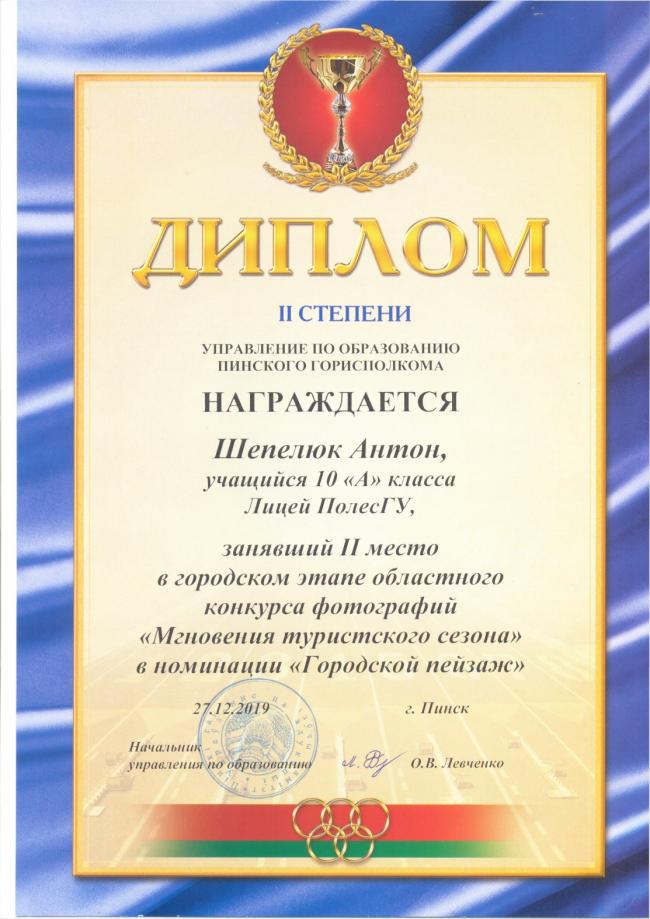 ДИПЛОМ
II СТЕПЕНИ
УПРАВЛЕНИЕ ПО ОБРАЗОВАНИЮ
ПИНСКОГО ГОРИСПОЛКОМА
НАГРАЖДАЕТСЯ
Шепелюк Антон,
учащийся 10 «А» класса
Лицей ПолесГУ,
занявший II место
в городском этапе областного
конкурса фотографий
«Мгновения туристского сезона»
в номинации «Городской пейзаж»
27.12.2019 г. Пинск
Начальник
управления по образованию О.В. Левченко